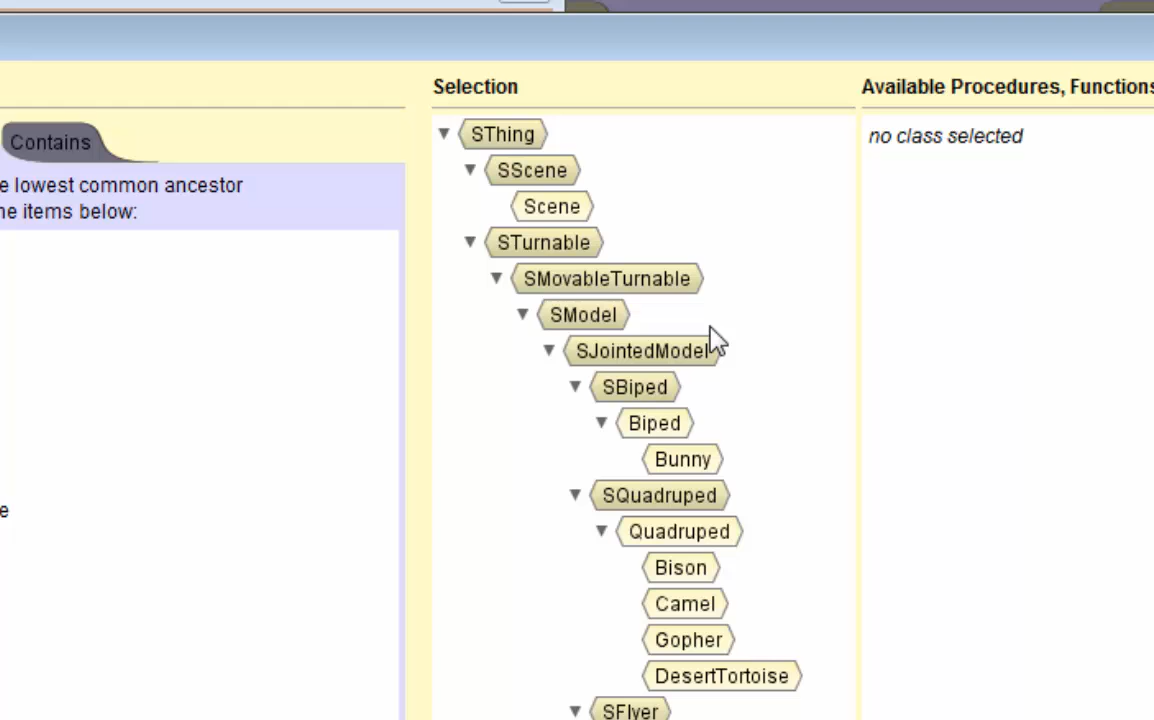 Selection
Available Procedures, Functions
Contains
SThing
no class selected
SScene
e lowest common ancestor
Scene
ne items below:
STurnable
SMovableTurnable
SModel
SJointedModel
SBiped
Biped
Bunny
SQuadruped
e
Quadruped
Bison
Camel
Gopher
DesertTortoise
SFlyer